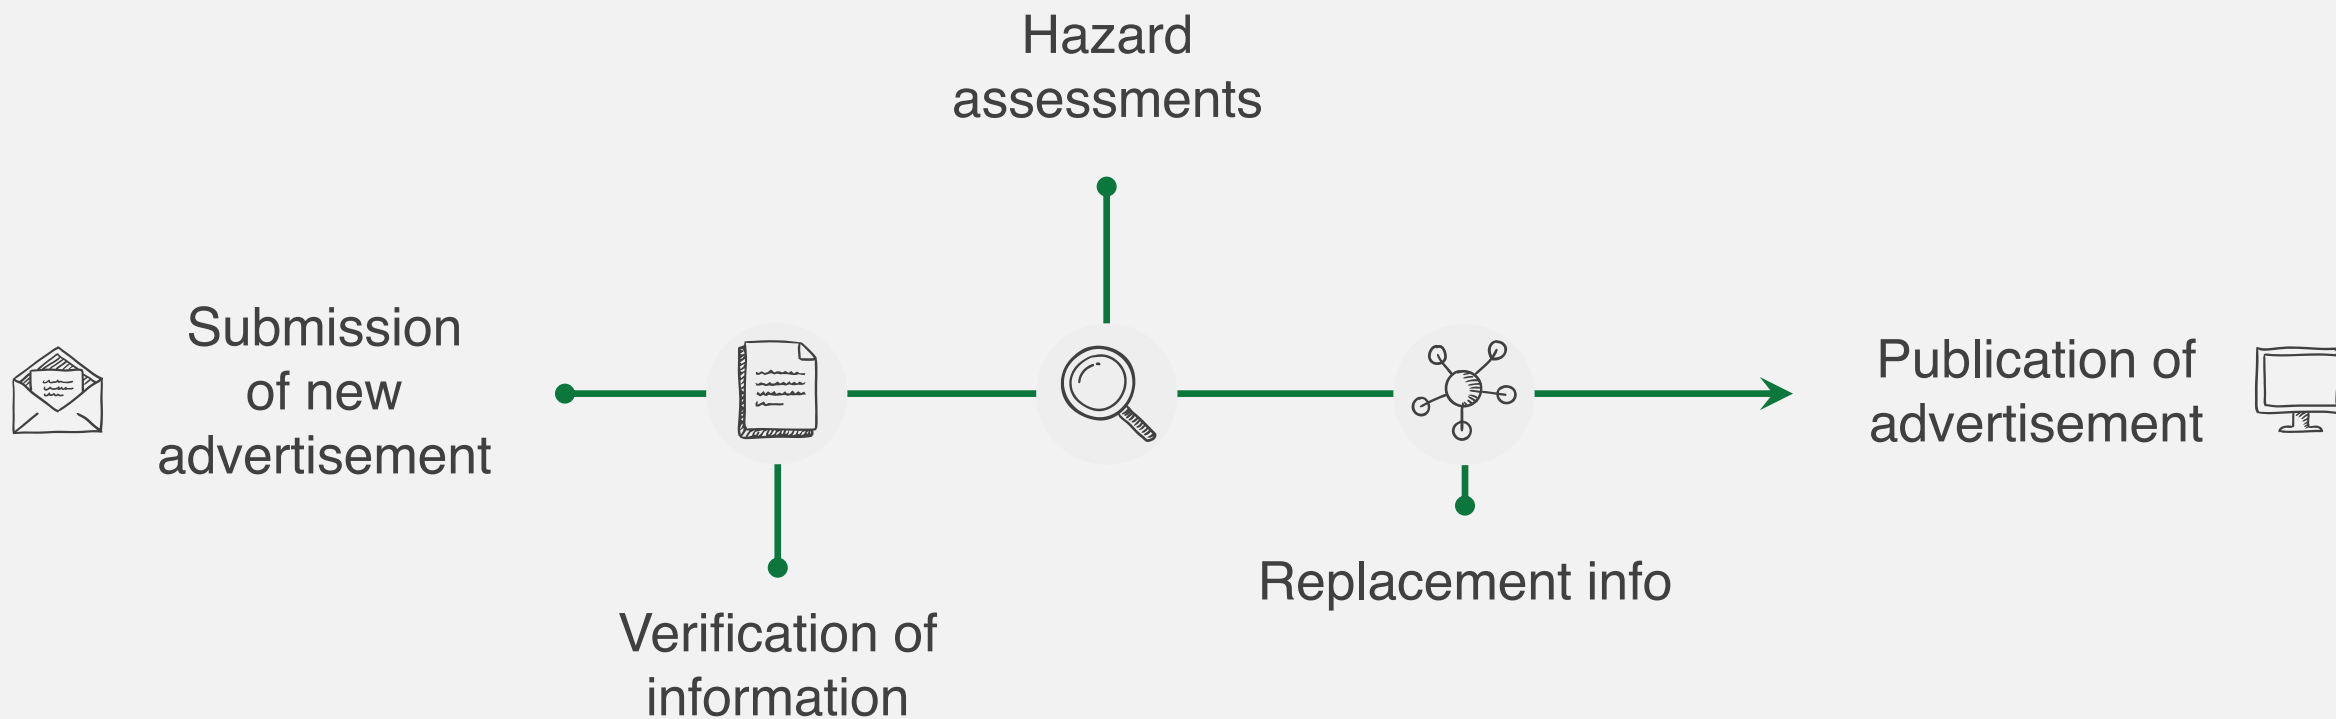 Hazard
assessments
Submission
of new
advertisement
Publication of
advertisement
Replacement info
Verification of
information